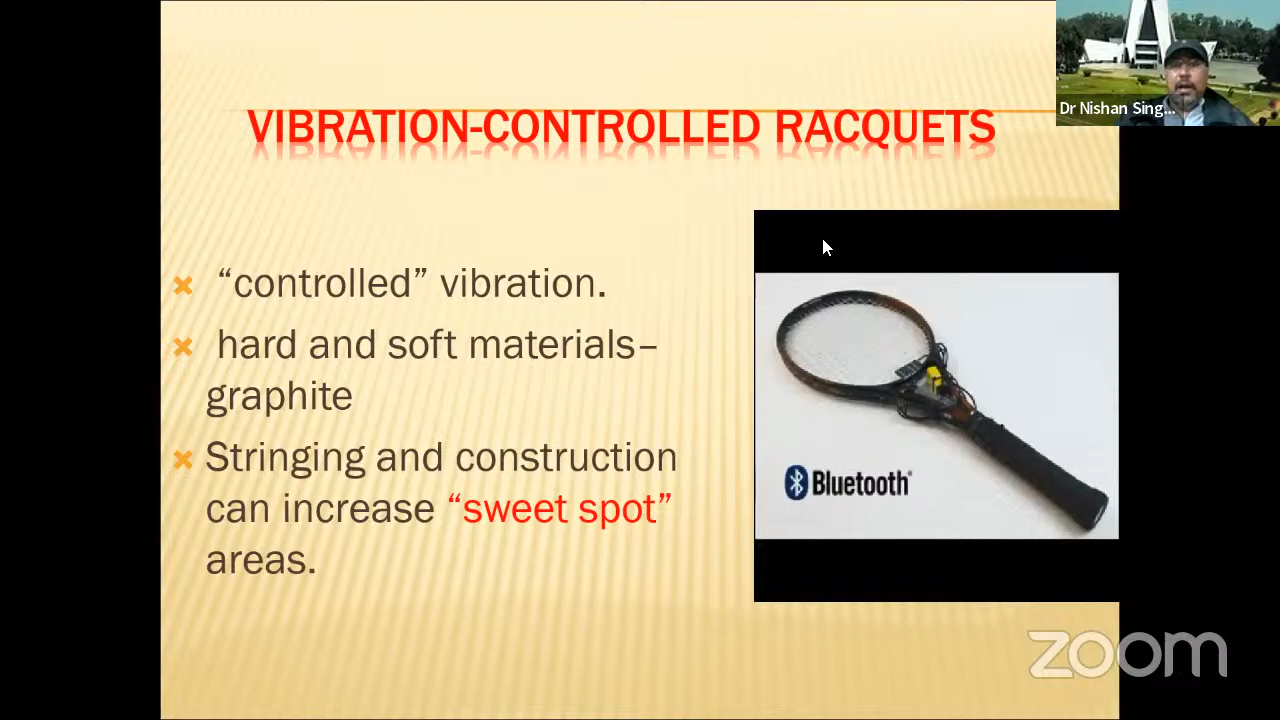 Dr Nishan Sing...
VIBRATION-CONTROLLED RACQUETS
“controlled” vibration.
hard and soft materials–
graphite
Stringing and construction
can increase “sweet spot”
areas.
Bluetooth®
zoom